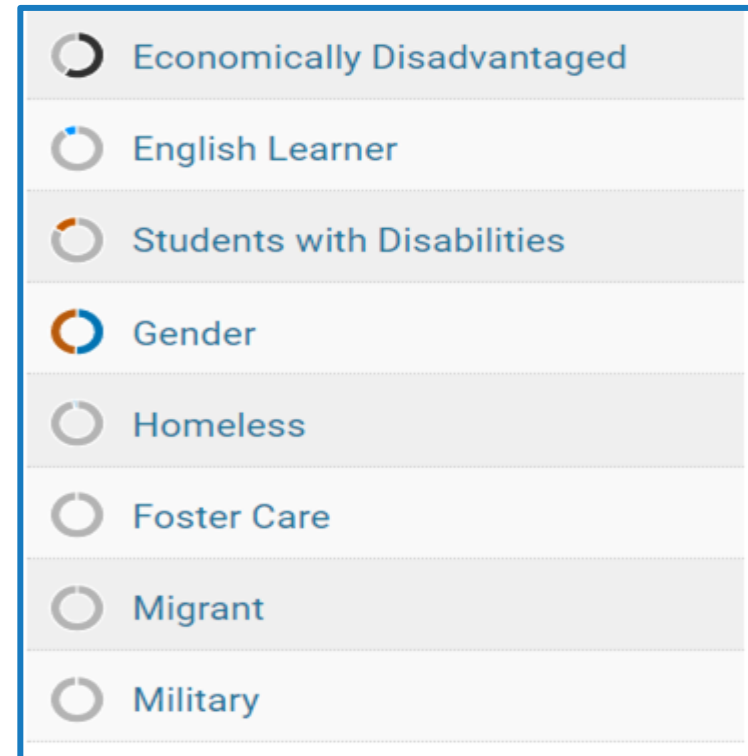 Economically Disadvantaged
English Learner
Students with Disabilities
Gender
Homeless
Foster Care
Migrant
Military